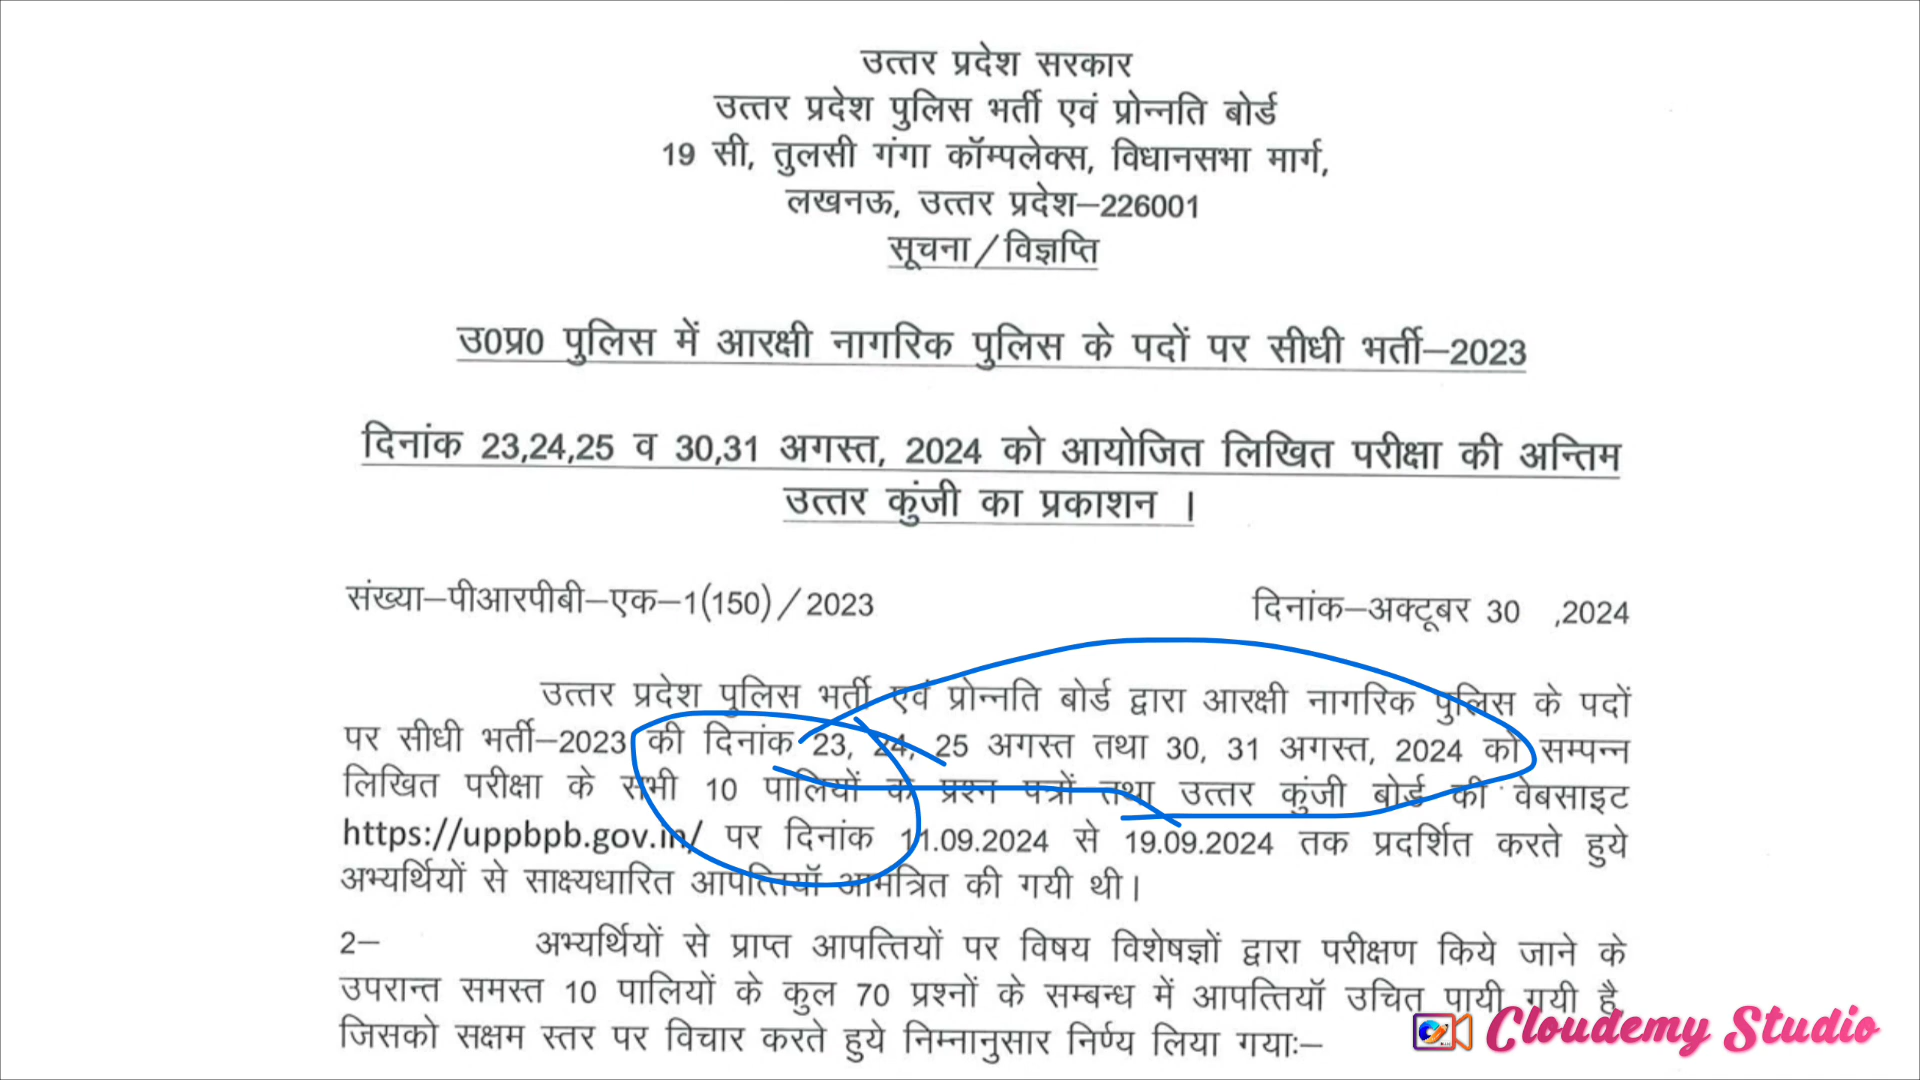 उत्तर प्रदेश सरकार
उत्तर प्रदेश पुलिस भर्ती एवं प्रोन्नति बोर्ड
19 सी, तुलसी गंगा कॉम्पलेक्स, विधानसभा मार्ग,
लखनऊ, उत्तर प्रदेश–226001
सूचना/विज्ञप्ति
उ0प्र0 पुलिस में आरक्षी नागरिक पुलिस के पदों पर सीधी भर्ती–2023
दिनांक 23,24,25 व 30,31 अगस्त, 2024 को आयोजित लिखित परीक्षा की अन्तिम
उत्तर कुंजी का प्रकाशन ।
संख्या–पीआरपीबी–एक–1(150)/2023 दिनांक–अक्टूबर 30 ,2024
उत्तर प्रदेश पुलिस भर्ती एवं प्रोन्नति बोर्ड द्वारा आरक्षी नागरिक पुलिस के पदों
पर सीधी भर्ती–2023 की दिनांक 23, 24, 25 अगस्त तथा 30, 31 अगस्त, 2024 को सम्पन्न
लिखित परीक्षा के सभी 10 पालियों के प्रश्न पत्रों तथा उत्तर कुंजी बोर्ड की वेबसाइट
https://uppbpb.gov.in/ पर दिनांक 11.09.2024 से 19.09.2024 तक प्रदर्शित करते हुये
अभ्यर्थियों से साक्ष्यधारित आपत्तियॉ आमंत्रित की गयी थी।
2– अभ्यर्थियों से प्राप्त आपत्तियों पर विषय विशेषज्ञों द्वारा परीक्षण किये जाने के
उपरान्त समस्त 10 पालियों के कुल 70 प्रश्नों के सम्बन्ध में आपत्तियॉ उचित पायी गयी है
जिसको सक्षम स्तर पर विचार करते हुये निम्नानुसार निर्ण्य लिया गयाः–
Cloudemy Studio